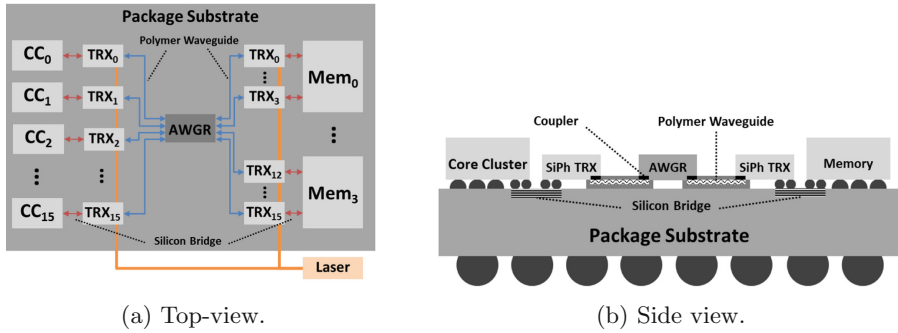 Package Substrate
Polymer Waveguide
CC0
TRX0
TRX0
Mem0
CC1
TRX1
TRX3
AWGR
CC2
TRX2
TRX12
Mem3
CC15
TRX15
TRX15
Silicon Bridge
Laser
(a) Top-view.
Coupler
Polymer Waveguide
Core Cluster
SiPh TRX
AWGR
SiPh TRX
Memory
Silicon Bridge
Package Substrate
(b) Side view.